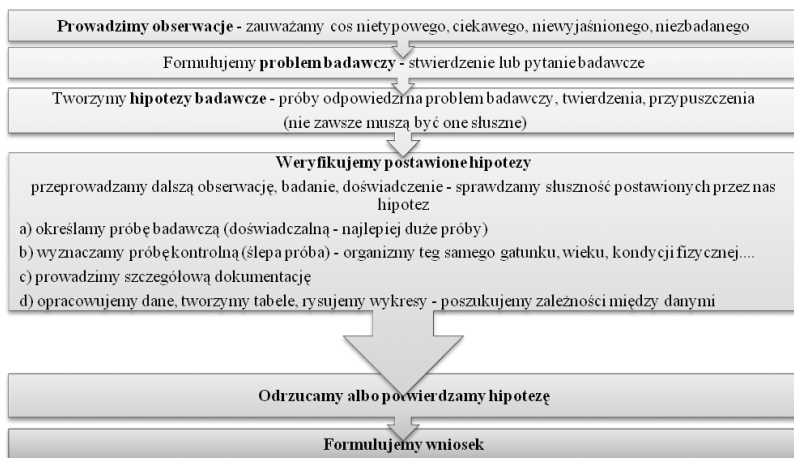 Prowadzimy obserwacje - zauważamy cos nietypowego, ciekawego, niewyjaśnionego, niezbadanego
Formułujemy problem badawczy - stwierdzenie lub pytanie badawcze
Tworzymy hipotezy badawcze - próby odpowiedzi na problem badawczy, twierdzenia, przypuszczenia
(nie zawsze muszą być one słuszne)
Weryfikujemy postawione hipotezy
przeprowadzamy dalszą obserwację, badanie, doświadczenie - sprawdzamy słuszność postawionych przez nas
hipotez
a) określamy próbę badawczą (doświadczalną - najlepiej duże próby)
b) wyznaczamy próbę kontrolną (ślepa próba) - organizmy teg samego gatunku, wieku, kondycji fizycznej....
c) prowadzimy szczegółową dokumentację
d) opracowujemy dane, tworzymy tabele, rysujemy wykresy - poszukujemy zależności między danymi
Odrzucamy albo potwierdzamy hipotezę
Formułujemy wniosek